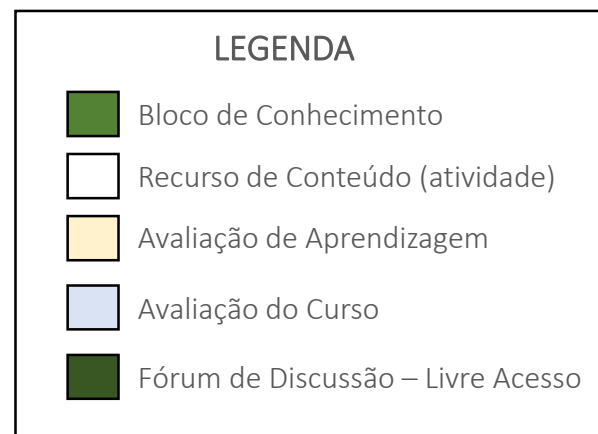 LEGENDA
Bloco de Conhecimento
Recurso de Conteúdo (atividade)
Avaliação de Aprendizagem
Avaliação do Curso
Fórum de Discussão – Livre Acesso